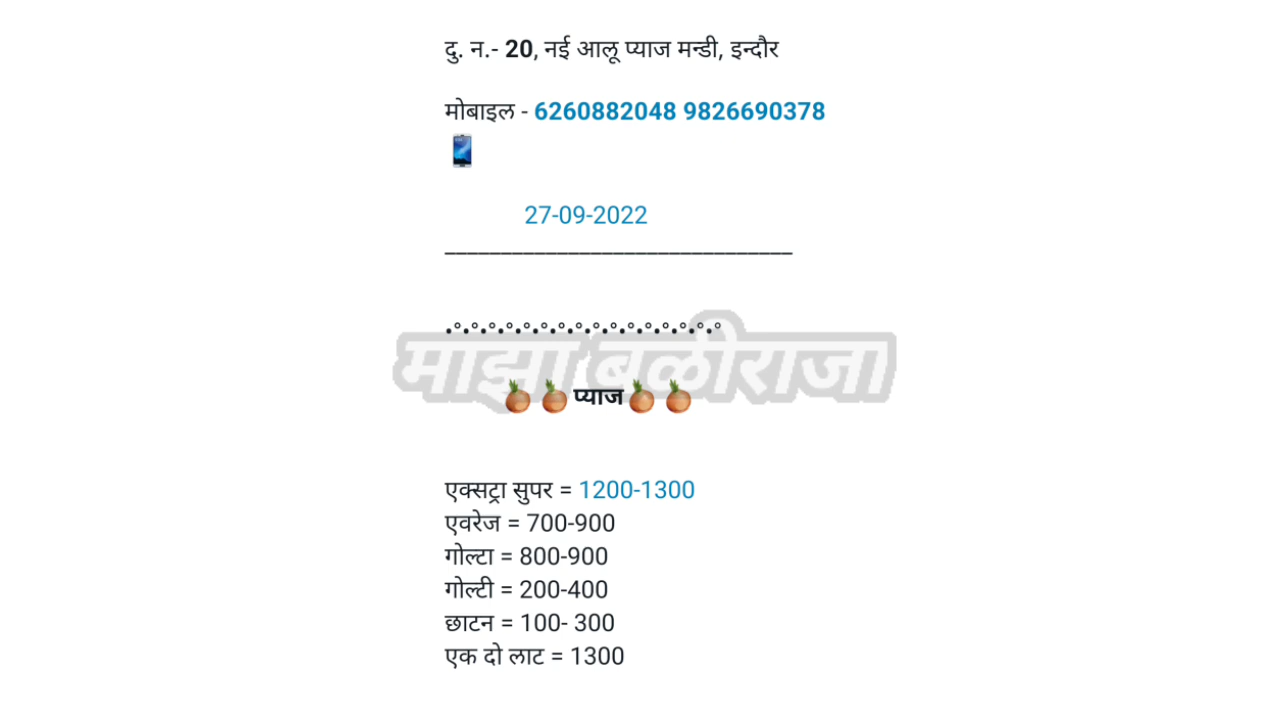 दु. न.- 20, नई आलू प्याज मन्डी, इन्दौर
मोबाइल - 6260882048 9826690378
27-09-2022
_______________________________
•°•°•°•°•°•°•°•°•°•°•°•°•°•°•°•°
माझा बळीराजा
प्याज
एक्सट्रा सुपर = 1200-1300
एवरेज = 700-900
गोल्टा = 800-900
गोल्टी = 200-400
छाटन = 100- 300
एक दो लाट = 1300